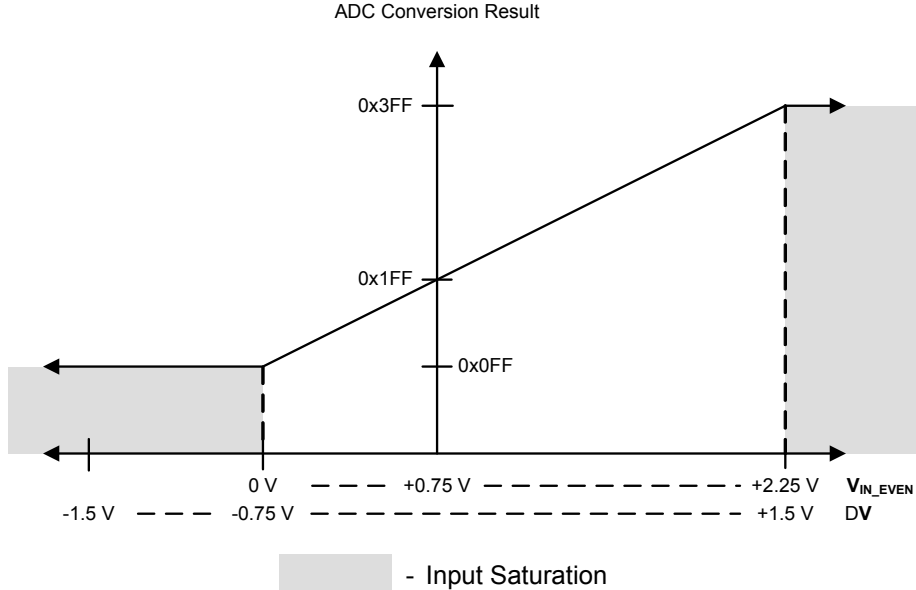 ADC Conversion Result
0x3FF
0x1FF
0x0FF
0 V +0.75 V +2.25 V VIN_EVEN
-1.5 V -0.75 V +1.5 V DV
- Input Saturation